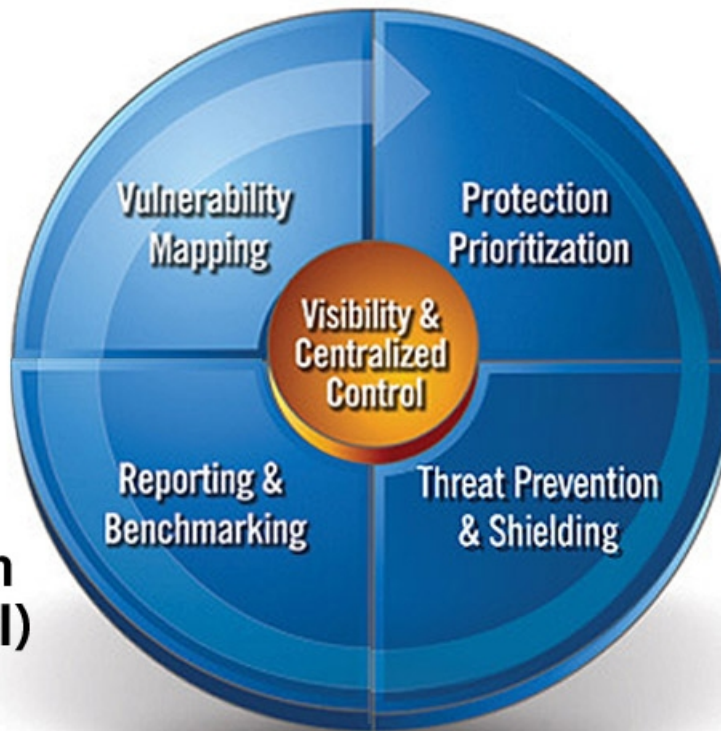 Vulnerability
Mapping
Protection
Prioritization
Visibility &
Centralized
Control
Reporting &
Benchmarking
Threat Prevention
& Shielding